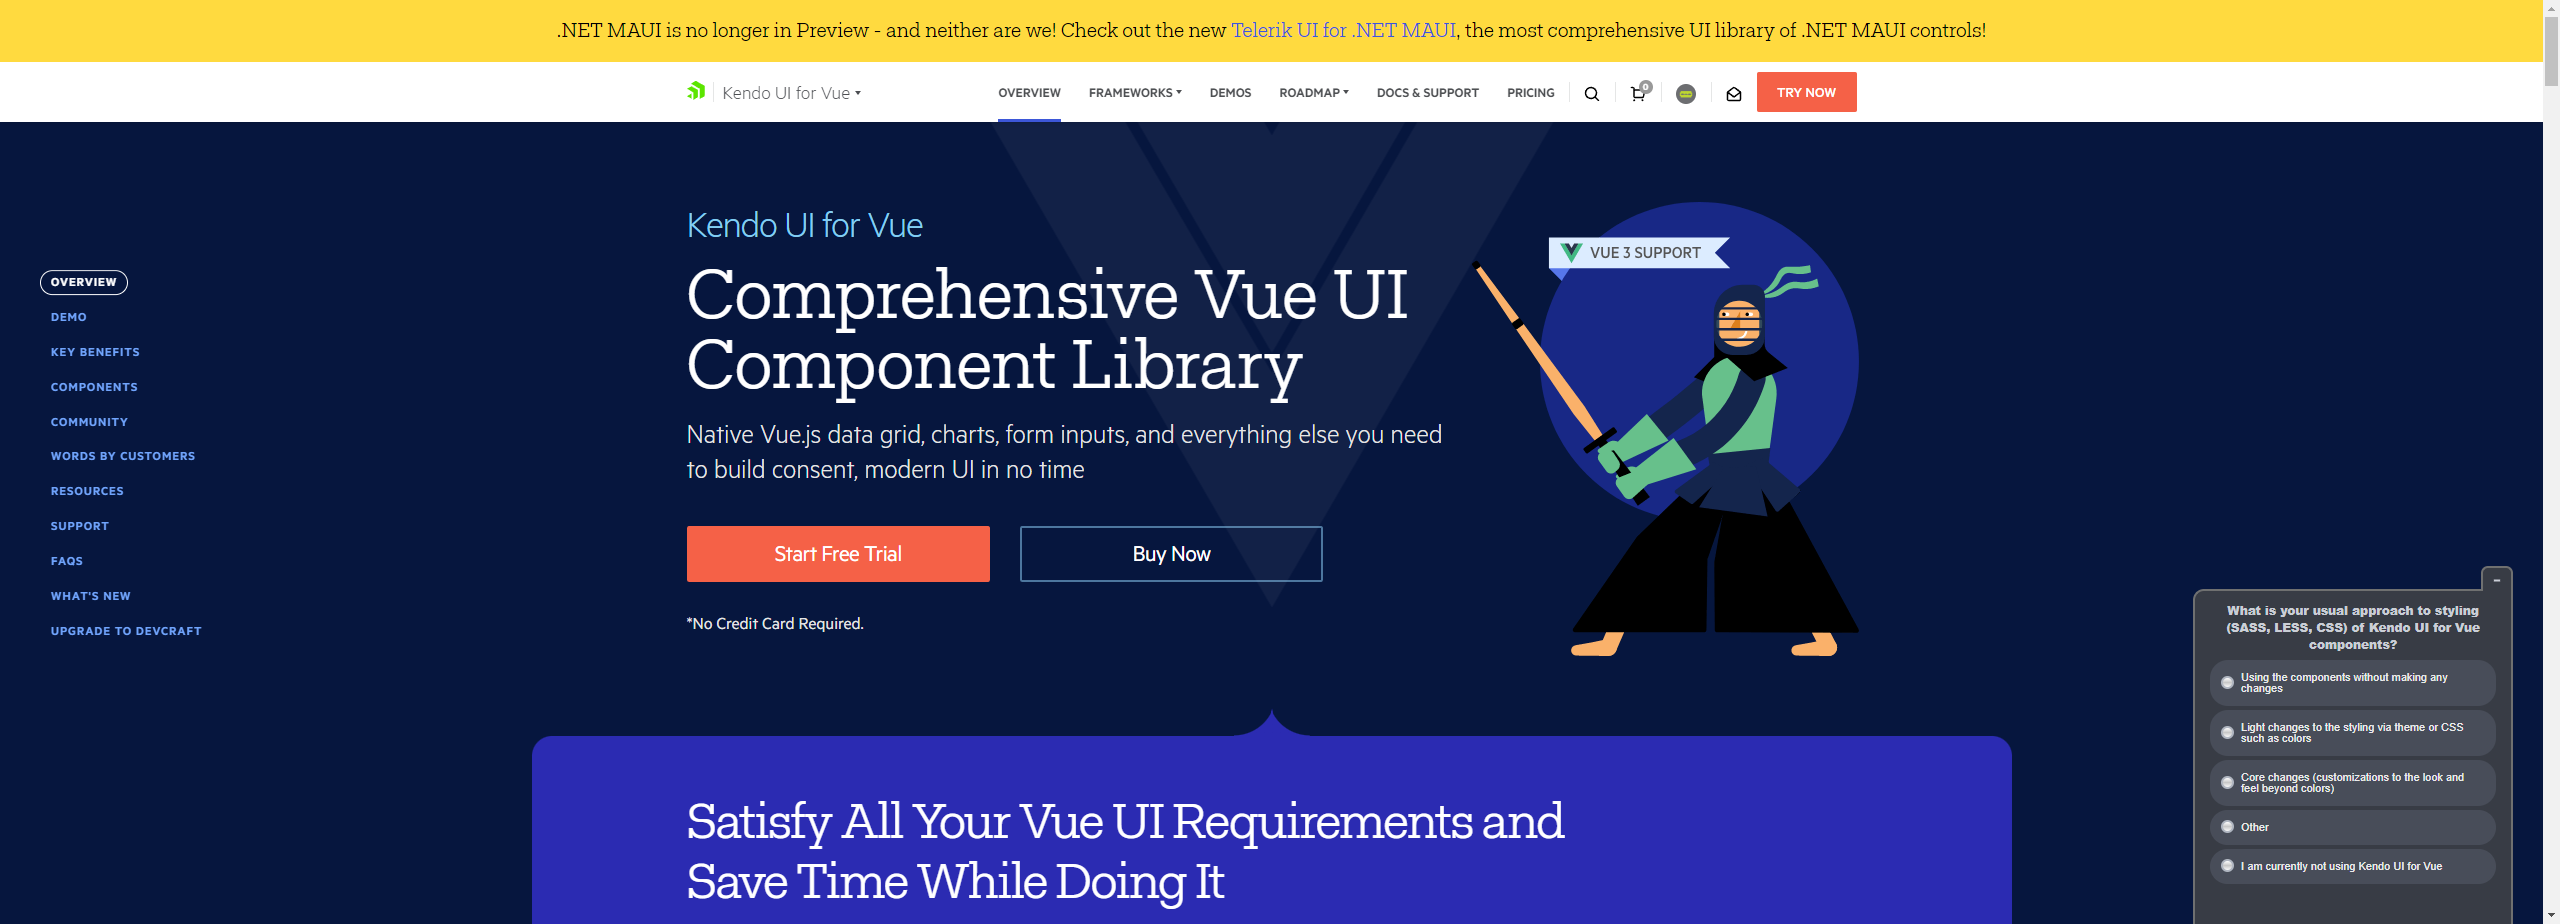 .NET MAUI is no longer in Preview - and neither are we! Check out the new Telerik UI for .NET MAUI, the most comprehensive UI library of .NET MAUI controls!
Kendo UI for Vue
OVERVIEW
FRAMEWORKS
DEMOS
ROADMAP
DOCS & SUPPORT
PRICING
0
TRY NOW
OVERVIEW
DEMO
KEY BENEFITS
COMPONENTS
COMMUNITY
WORDS BY CUSTOMERS
RESOURCES
SUPPORT
FAQS
WHAT'S NEW
UPGRADE TO DEVCRAFT
Kendo UI for Vue
Comprehensive Vue UI
Component Library
Native Vue.js data grid, charts, form inputs, and everything else you need
to build consent, modern UI in no time
Start Free Trial
Buy Now
*No Credit Card Required.
VUE 3 SUPPORT
Satisfy All Your Vue UI Requirements and
Save Time While Doing It
What is your usual approach to styling
(SASS, LESS, CSS) of Kendo UI for Vue
components?
Using the components without making any
changes
Light changes to the styling via theme or CSS
such as colors
Core changes (customizations to the look and
feel beyond colors)
Other
I am currently not using Kendo UI for Vue